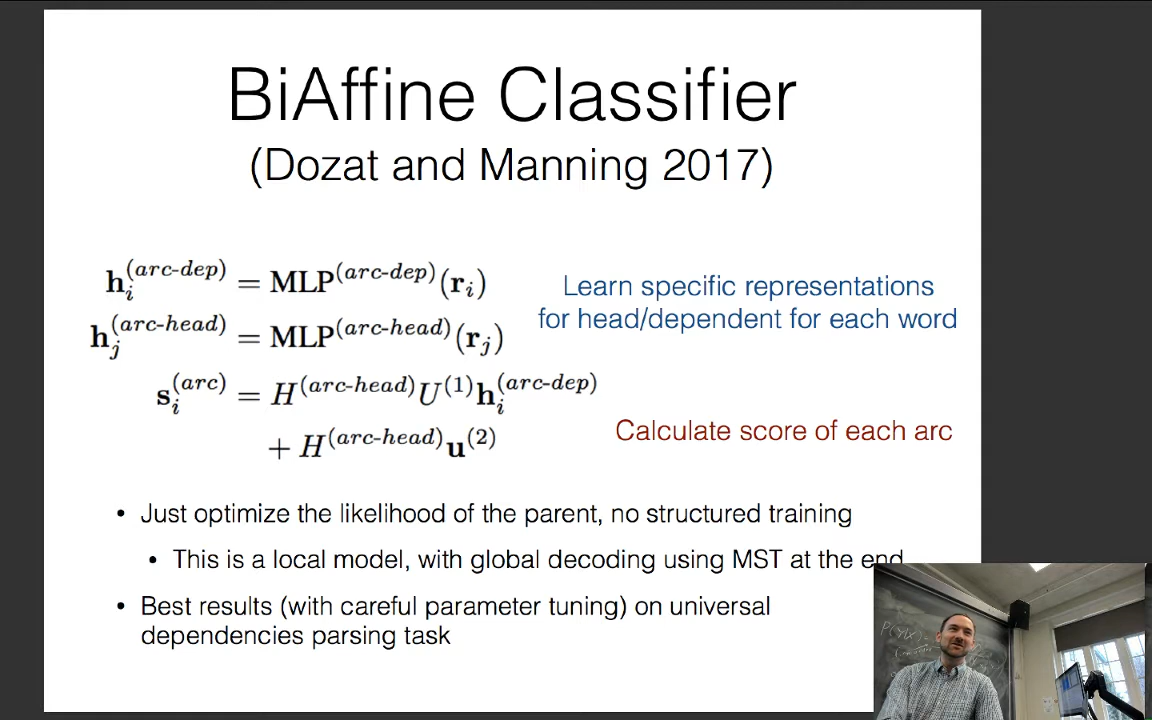 BiAffine Classifier
(Dozat and Manning 2017)
h_i^(arc-dep) = MLP^(arc-dep)(r_i)
h_j^(arc-head) = MLP^(arc-head)(r_j)
s_i^(arc) = H^(arc-head) U^(1) h_i^(arc-dep)
+ H^(arc-head) u^(2)
Learn specific representations
for head/dependent for each word
Calculate score of each arc
• Just optimize the likelihood of the parent, no structured training
• This is a local model, with global decoding using MST at the end
• Best results (with careful parameter tuning) on universal
dependencies parsing task
P(Y|X)=